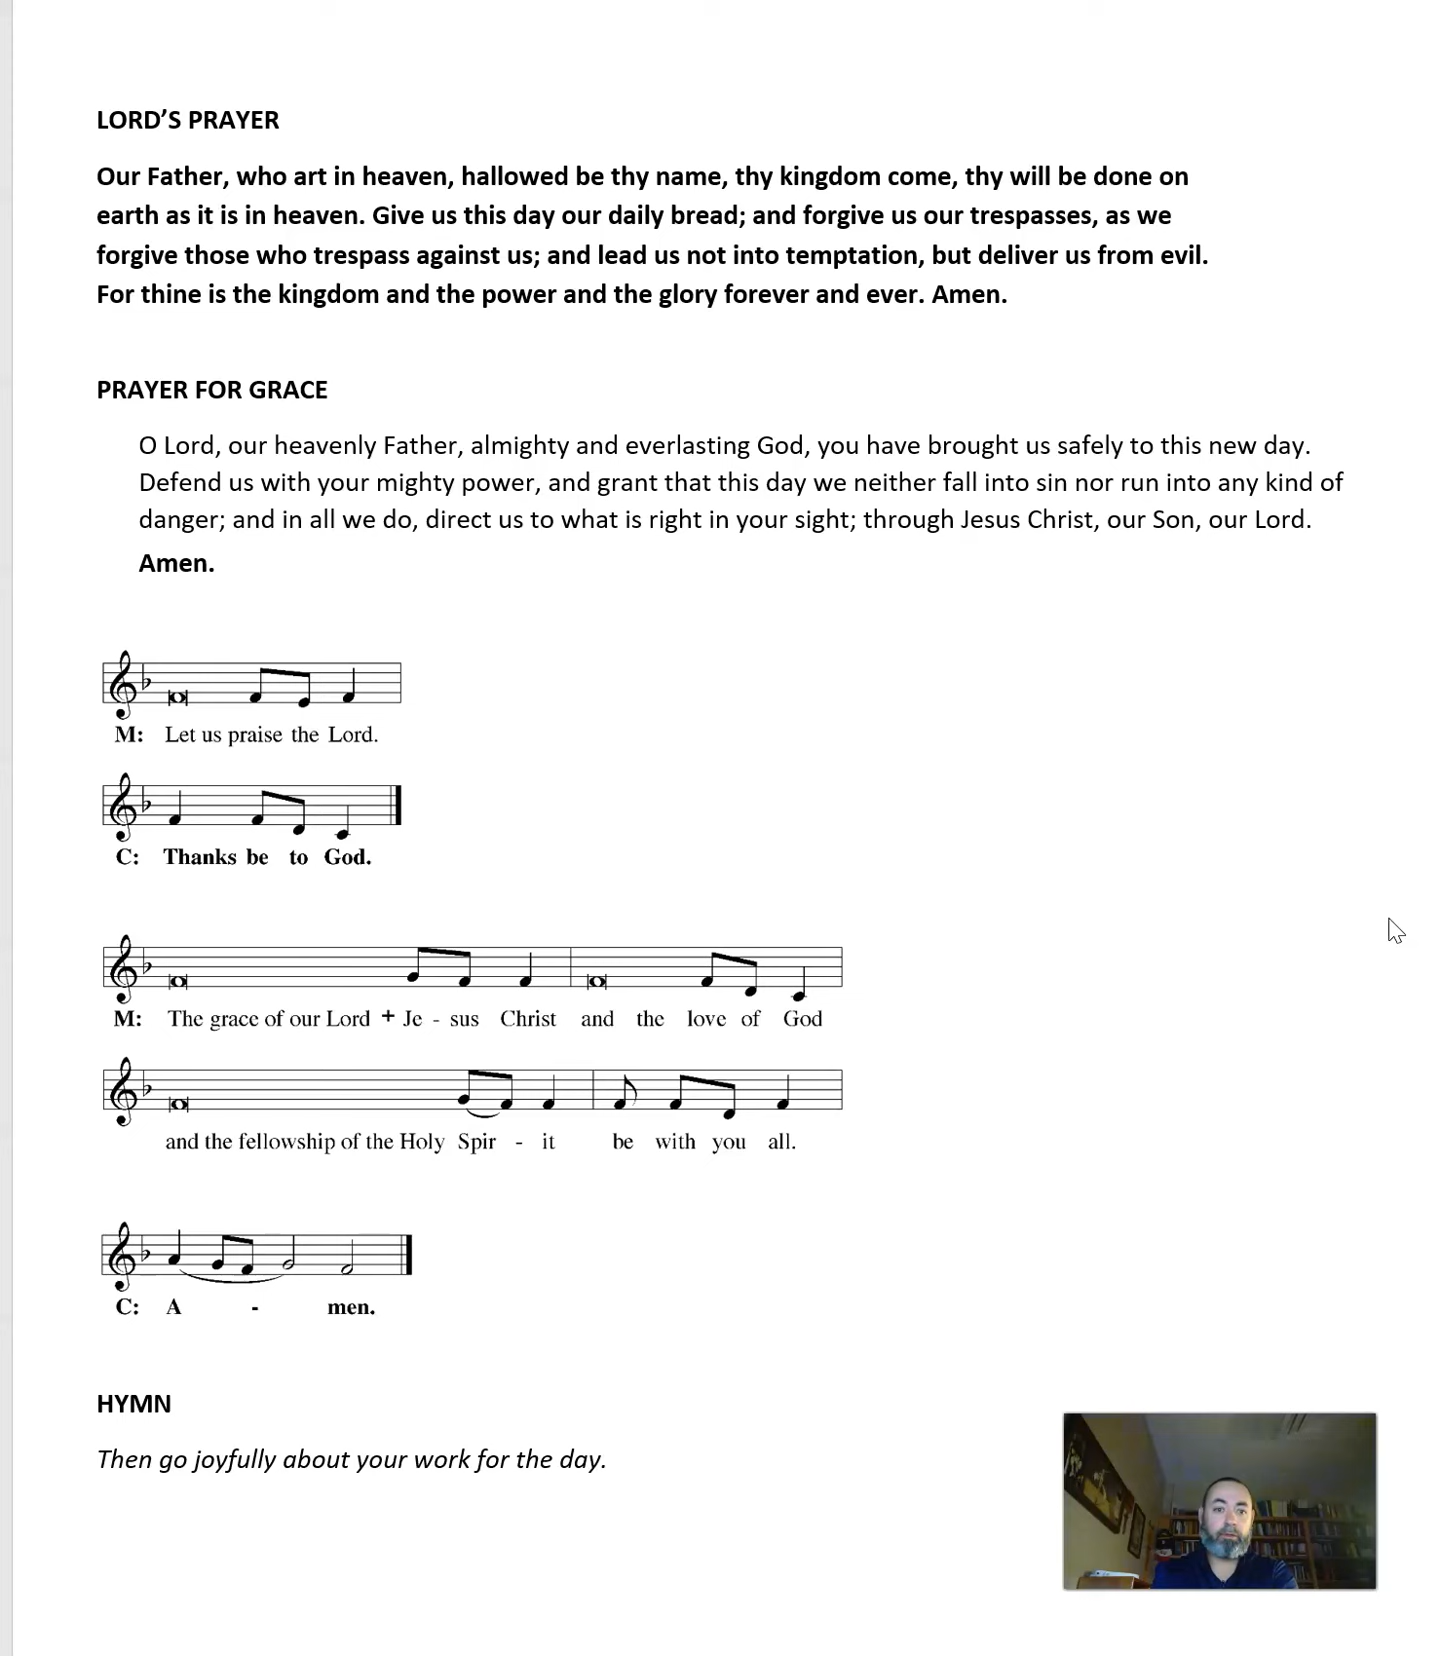 LORD’S PRAYER
Our Father, who art in heaven, hallowed be thy name, thy kingdom come, thy will be done on
earth as it is in heaven. Give us this day our daily bread; and forgive us our trespasses, as we
forgive those who trespass against us; and lead us not into temptation, but deliver us from evil.
For thine is the kingdom and the power and the glory forever and ever. Amen.
PRAYER FOR GRACE
O Lord, our heavenly Father, almighty and everlasting God, you have brought us safely to this new day.
Defend us with your mighty power, and grant that this day we neither fall into sin nor run into any kind of
danger; and in all we do, direct us to what is right in your sight; through Jesus Christ, our Son, our Lord.
Amen.
M: Let us praise the Lord.
C: Thanks be to God.
M: The grace of our Lord + Je - sus Christ and the love of God
and the fellowship of the Holy Spir - it be with you all.
C: A - men.
HYMN
Then go joyfully about your work for the day.